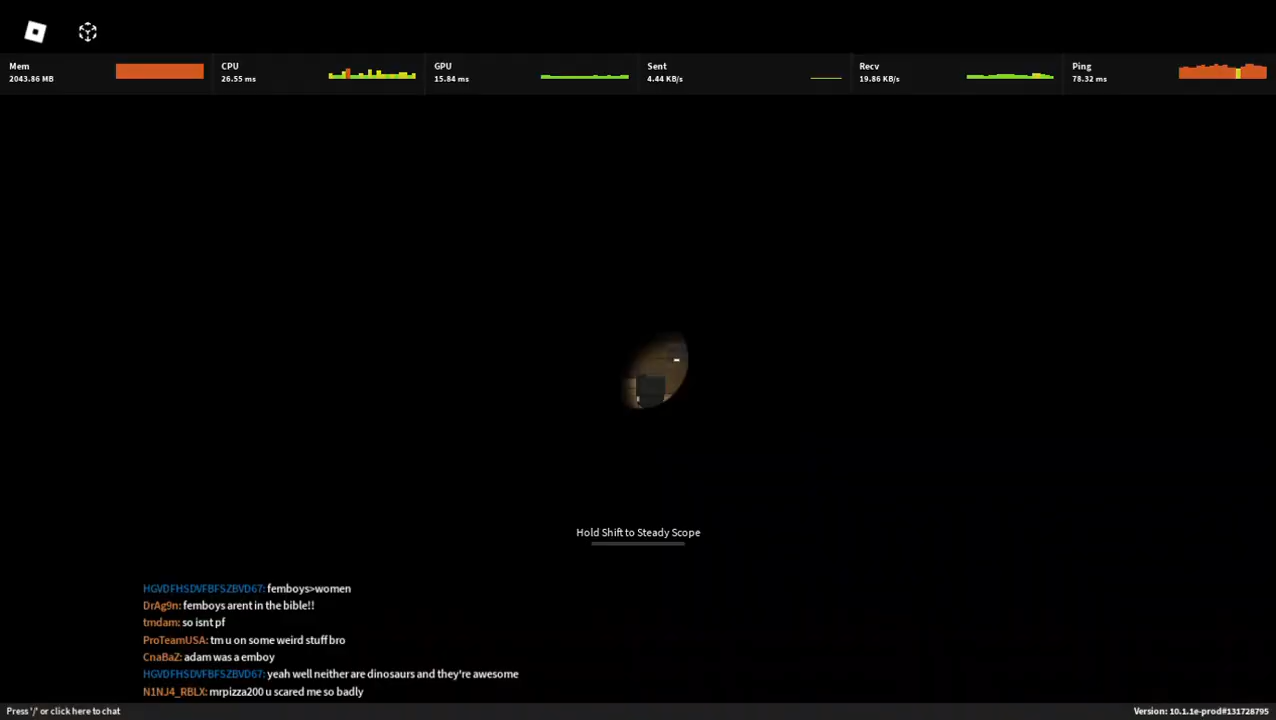 Mem
2043.86 MB
CPU
26.55 ms
GPU
15.84 ms
Sent
4.44 KB/s
Recv
19.86 KB/s
Ping
78.32 ms
Hold Shift to Steady Scope
HGVDFHSDVFBFSZBVD67: femboys>women
DrAg9n: femboys arent in the bible!!
tmdam: so isnt pf
ProTeamUSA: tm u on some weird stuff bro
CnaBaZ: adam was a emboy
HGVDFHSDVFBFSZBVD67: yeah well neither are dinosaurs and they're awesome
N1NJ4_RBLX: mrpizza200 u scared me so badly
Press '/' or click here to chat
Version: 10.1.1e-prod#131728795